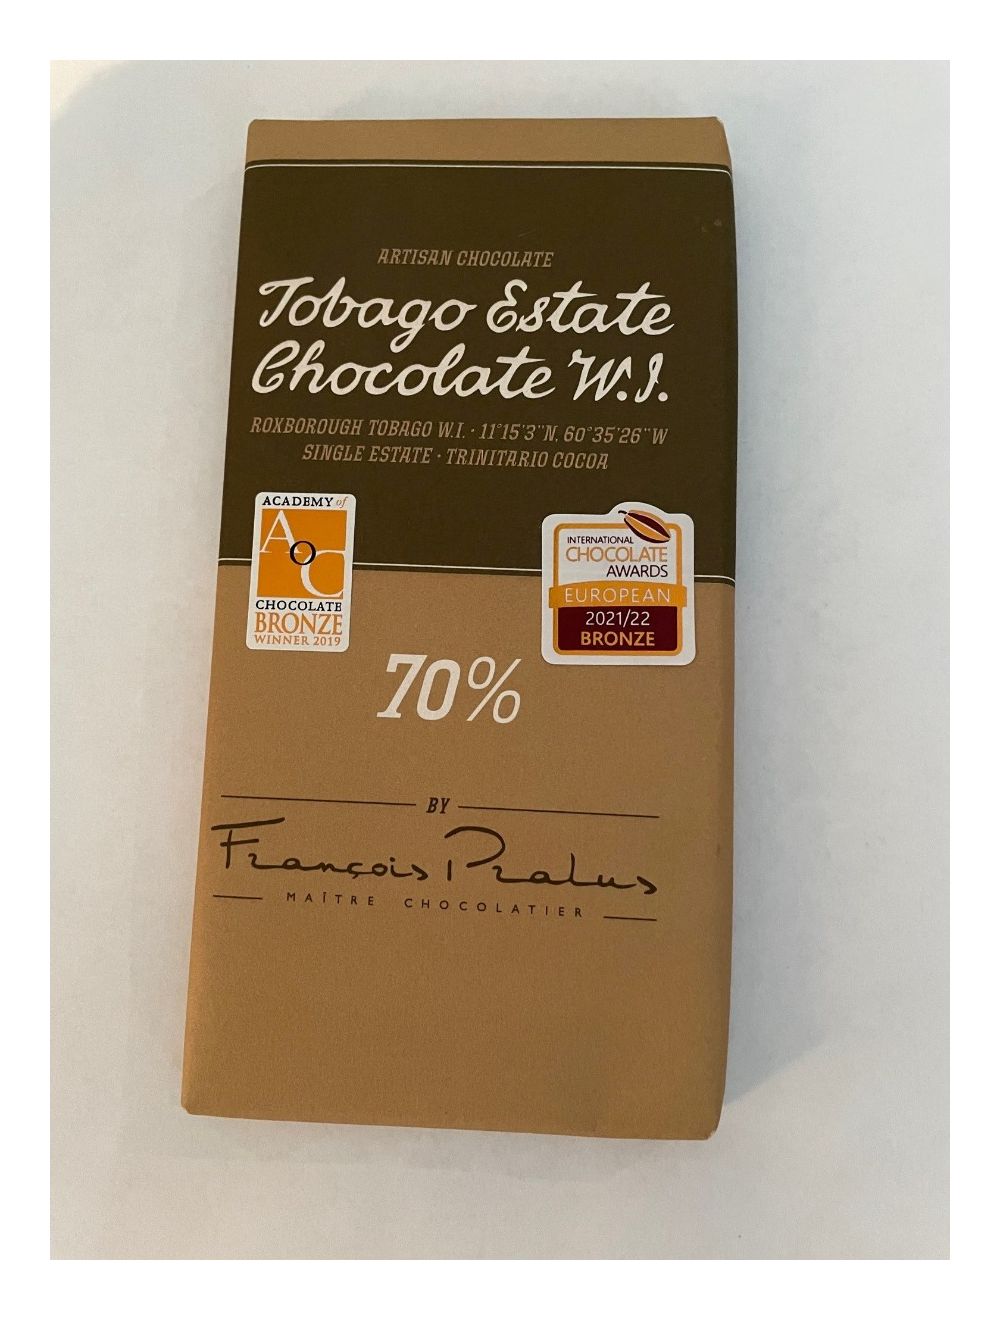 ARTISAN CHOCOLATE
Tobago Estate
Chocolate W.I.
ROXBOROUGH TOBAGO W.I. · 11°15'3"N, 60°35'26"W
SINGLE ESTATE · TRINITARIO COCOA
ACADEMY of
AOC
CHOCOLATE
BRONZE
WINNER 2019
INTERNATIONAL
CHOCOLATE
AWARDS
EUROPEAN
2021/22
BRONZE
70%
BY
François Pralus
MAÎTRE CHOCOLATIER